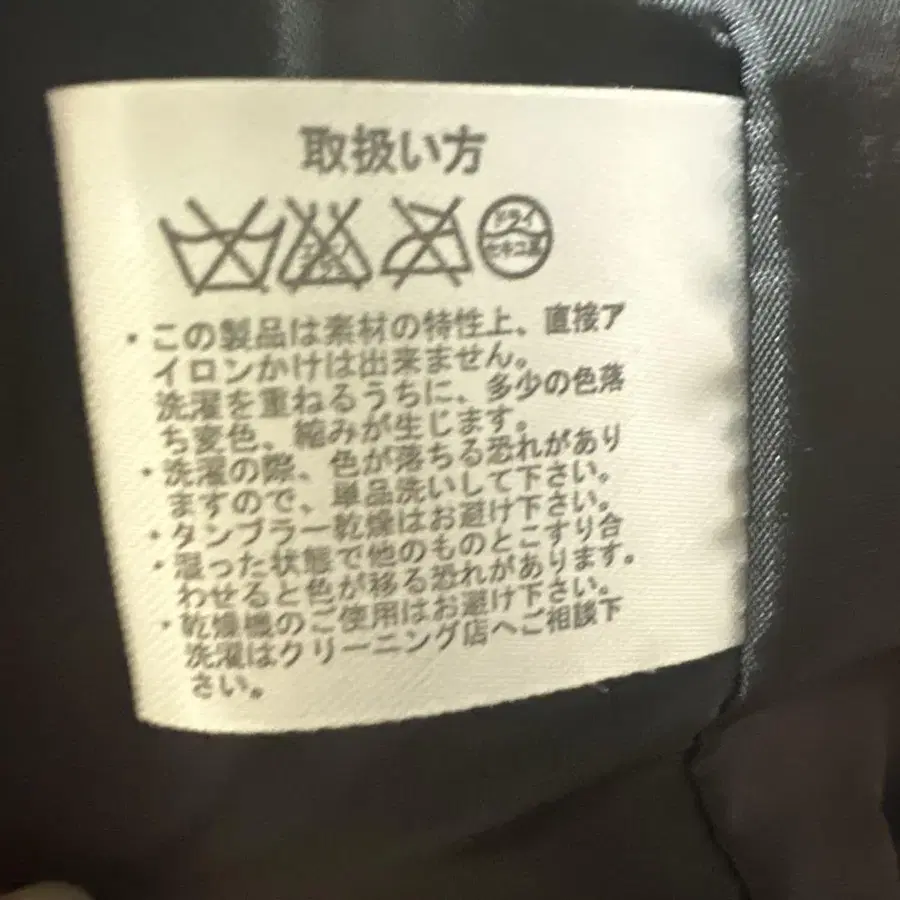 取扱い方
ドライ
セキユ系
・この製品は素材の特性上、直接ア
イロンかけは出来ません。
洗濯を重ねるうちに、多少の色落
ち変色、縮みが生じます。
・洗濯の際、色が落ちる恐れがあり
ますので、単品洗いして下さい。
・タンブラー乾燥はお避け下さい。
・湿った状態で他のものとこすり合
わせると色が移る恐れがあります。
・乾燥機のご使用はお避け下さい。
洗濯はクリーニング店へご相談下
さい。